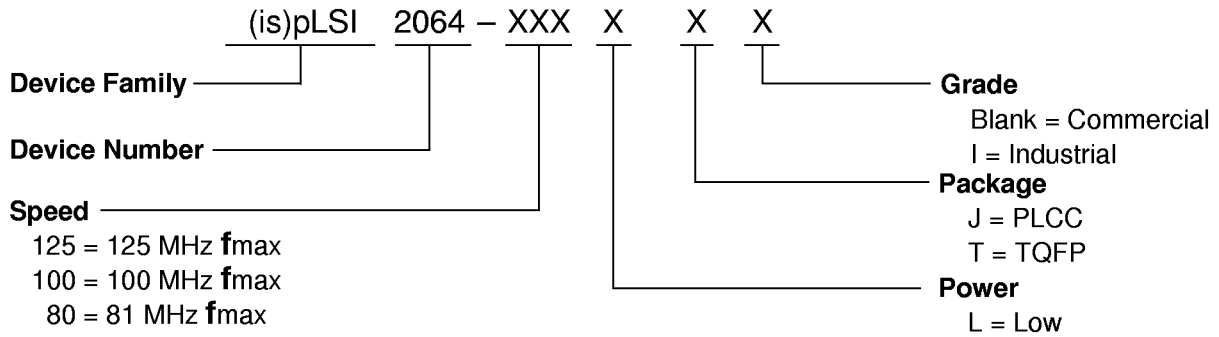 (is)pLSI 2064 – XXX X X X
Device Family
Device Number
Speed
125 = 125 MHz fmax
100 = 100 MHz fmax
80 = 81 MHz fmax
Grade
Blank = Commercial
I = Industrial
Package
J = PLCC
T = TQFP
Power
L = Low